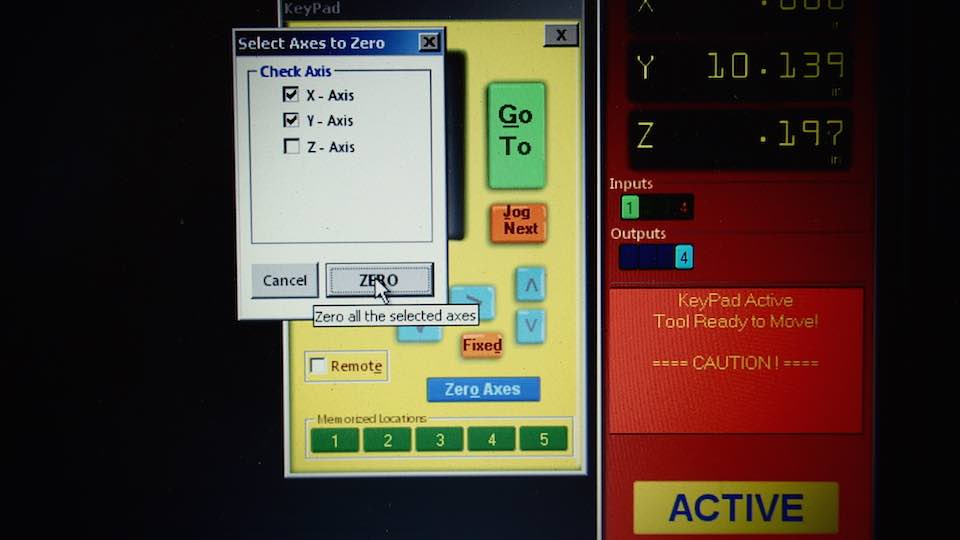 KeyPad
X
Select Axes to Zero
Check Axis
X - Axis
Y - Axis
Z - Axis
Cancel
ZERO
Zero all the selected axes
Go
To
Jog
Next
>
V
Λ
V
Fixed
Remote
Zero Axes
Memorized Locations
1 2 3 4 5
X
Y 10.139
in
Z .197
in
Inputs
1 4
Outputs
4
KeyPad Active
Tool Ready to Move!
==== CAUTION! ====
ACTIVE